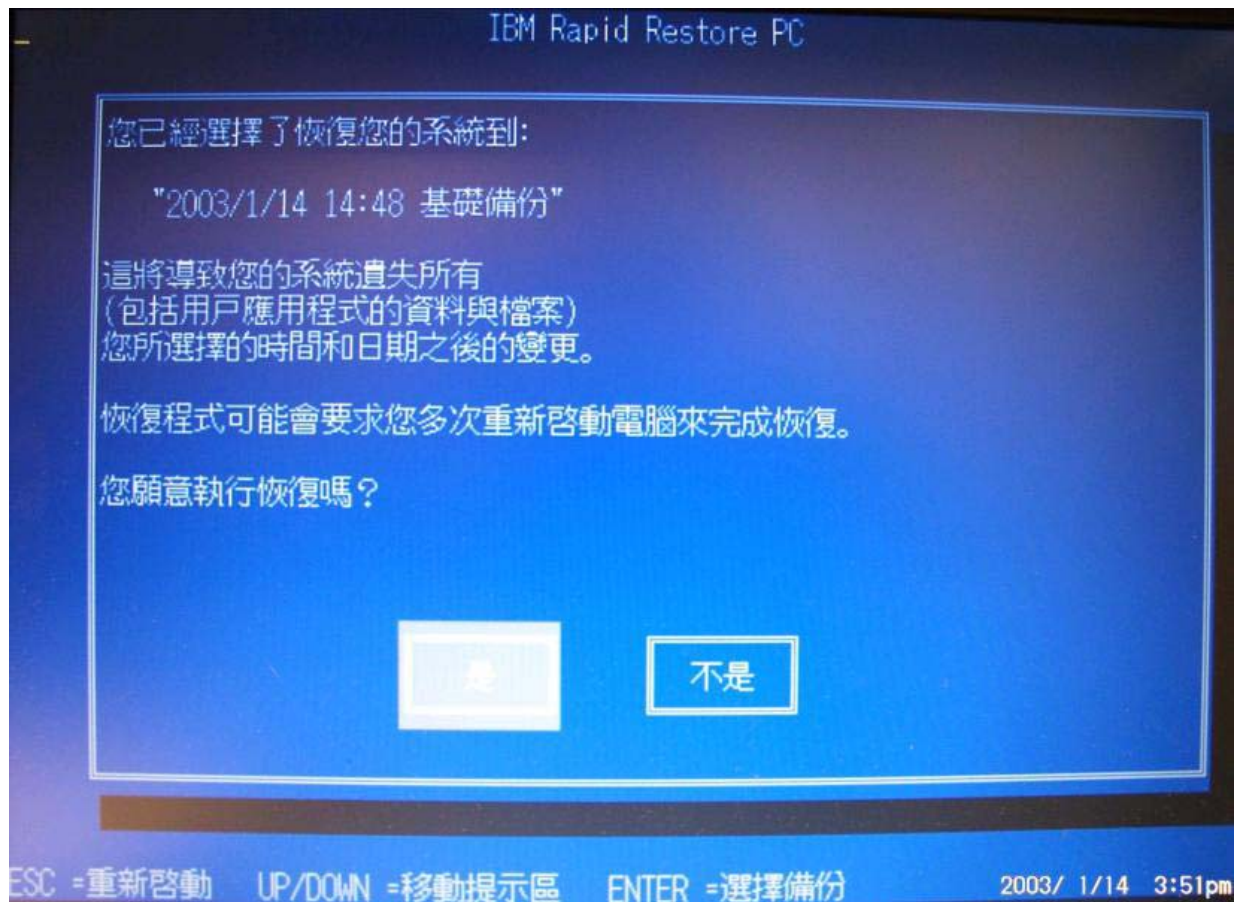 IBM Rapid Restore PC
您已經選擇了恢復您的系統到:
"2003/1/14 14:48 基礎備份"
這將導致您的系統遺失所有
(包括用戶應用程式的資料與檔案)
您所選擇的時間和日期之後的變更。
恢復程式可能會要求您多次重新啓動電腦來完成恢復。
您願意執行恢復嗎?
是 不是
ESC =重新啓動 UP/DOWN =移動提示區 ENTER =選擇備份 2003/ 1/14 3:51pm